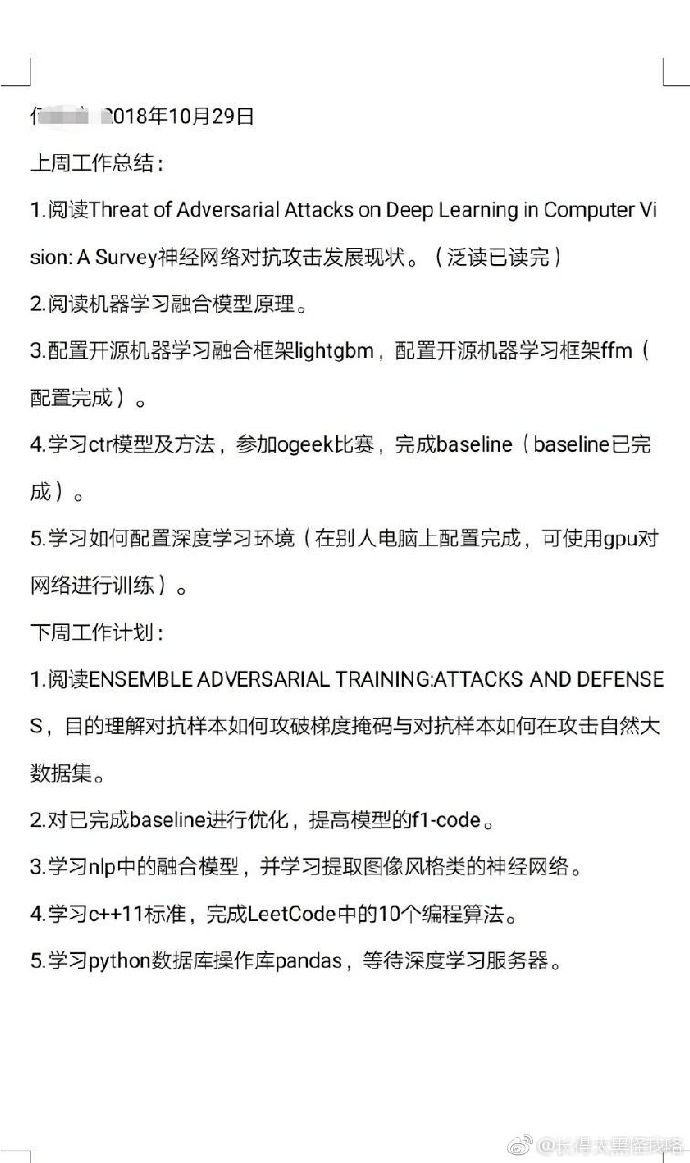 2018年10月29日
上周工作总结：
1.阅读Threat of Adversarial Attacks on Deep Learning in Computer Vi
sion: A Survey神经网络对抗攻击发展现状。（泛读已读完）
2.阅读机器学习融合模型原理。
3.配置开源机器学习融合框架lightgbm，配置开源机器学习框架ffm（
配置完成）。
4.学习ctr模型及方法，参加ogeek比赛，完成baseline（baseline已完
成）。
5.学习如何配置深度学习环境（在别人电脑上配置完成，可使用gpu对
网络进行训练）。
下周工作计划：
1.阅读ENSEMBLE ADVERSARIAL TRAINING:ATTACKS AND DEFENSE
S，目的理解对抗样本如何攻破梯度掩码与对抗样本如何在攻击自然大
数据集。
2.对已完成baseline进行优化，提高模型的f1-code。
3.学习nlp中的融合模型，并学习提取图像风格类的神经网络。
4.学习c++11标准，完成LeetCode中的10个编程算法。
5.学习python数据库操作库pandas，等待深度学习服务器。
@长得太黑怪我咯